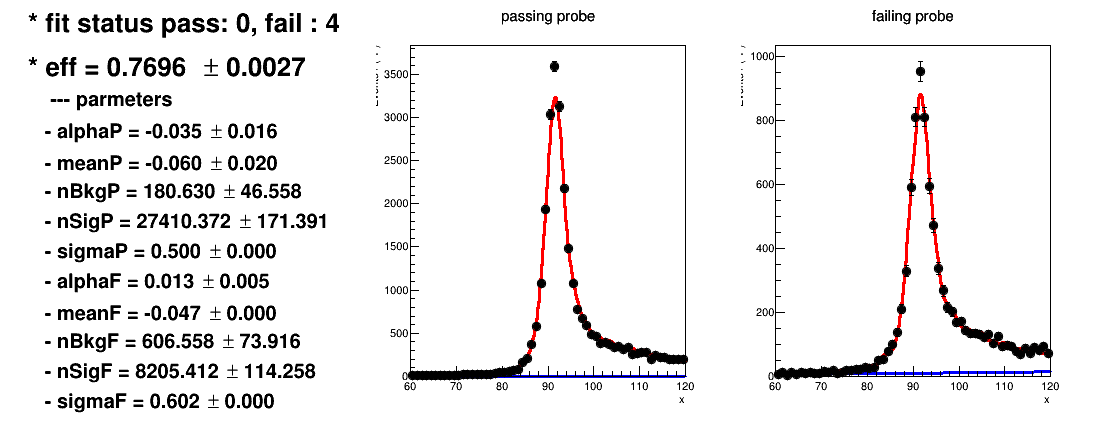 * fit status pass: 0, fail : 4
* eff = 0.7696 ± 0.0027
--- parmeters
- alphaP = -0.035 ± 0.016
- meanP = -0.060 ± 0.020
- nBkgP = 180.630 ± 46.558
- nSigP = 27410.372 ± 171.391
- sigmaP = 0.500 ± 0.000
- alphaF = 0.013 ± 0.005
- meanF = -0.047 ± 0.000
- nBkgF = 606.558 ± 73.916
- nSigF = 8205.412 ± 114.258
- sigmaF = 0.602 ± 0.000
passing probe
3500
3000
2500
2000
1500
1000
500
0
60 70 80 90 100 110 120
x
failing probe
1000
800
600
400
200
0
60 70 80 90 100 110 120
x